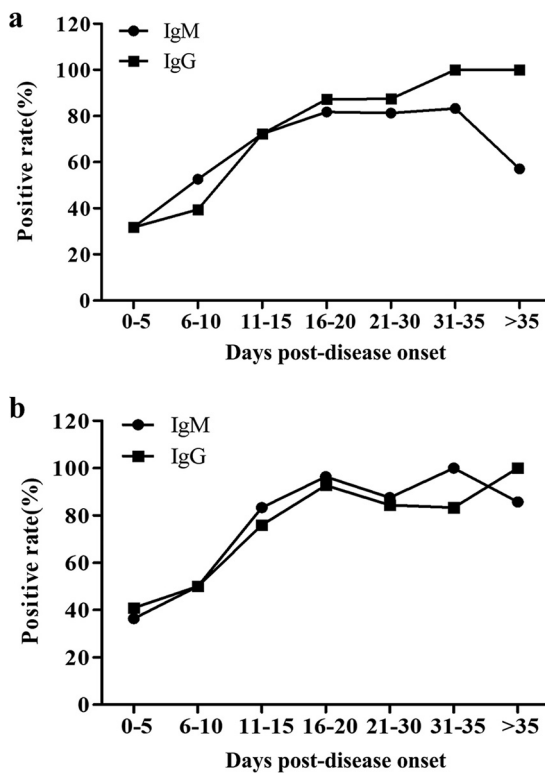 a
IgM
IgG
Positive rate(%)
120
100
80
60
40
20
0
0-5 6-10 11-15 16-20 21-30 31-35 >35
Days post-disease onset
b
IgM
IgG
Positive rate(%)
120
100
80
60
40
20
0
0-5 6-10 11-15 16-20 21-30 31-35 >35
Days post-disease onset